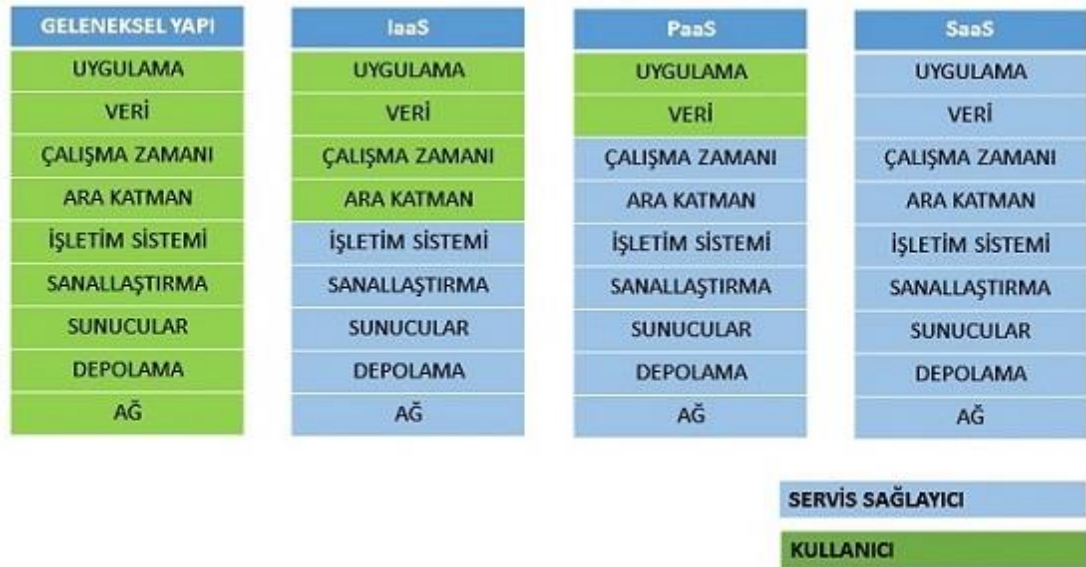 GELENEKSEL YAPI
UYGULAMA
VERİ
ÇALIŞMA ZAMANI
ARA KATMAN
İŞLETİM SİSTEMİ
SANALLAŞTIRMA
SUNUCULAR
DEPOLAMA
AĞ
IaaS
UYGULAMA
VERİ
ÇALIŞMA ZAMANI
ARA KATMAN
İŞLETİM SİSTEMİ
SANALLAŞTIRMA
SUNUCULAR
DEPOLAMA
AĞ
PaaS
UYGULAMA
VERİ
ÇALIŞMA ZAMANI
ARA KATMAN
İŞLETİM SİSTEMİ
SANALLAŞTIRMA
SUNUCULAR
DEPOLAMA
AĞ
SaaS
UYGULAMA
VERİ
ÇALIŞMA ZAMANI
ARA KATMAN
İŞLETİM SİSTEMİ
SANALLAŞTIRMA
SUNUCULAR
DEPOLAMA
AĞ
SERVİS SAĞLAYICI
KULLANICI